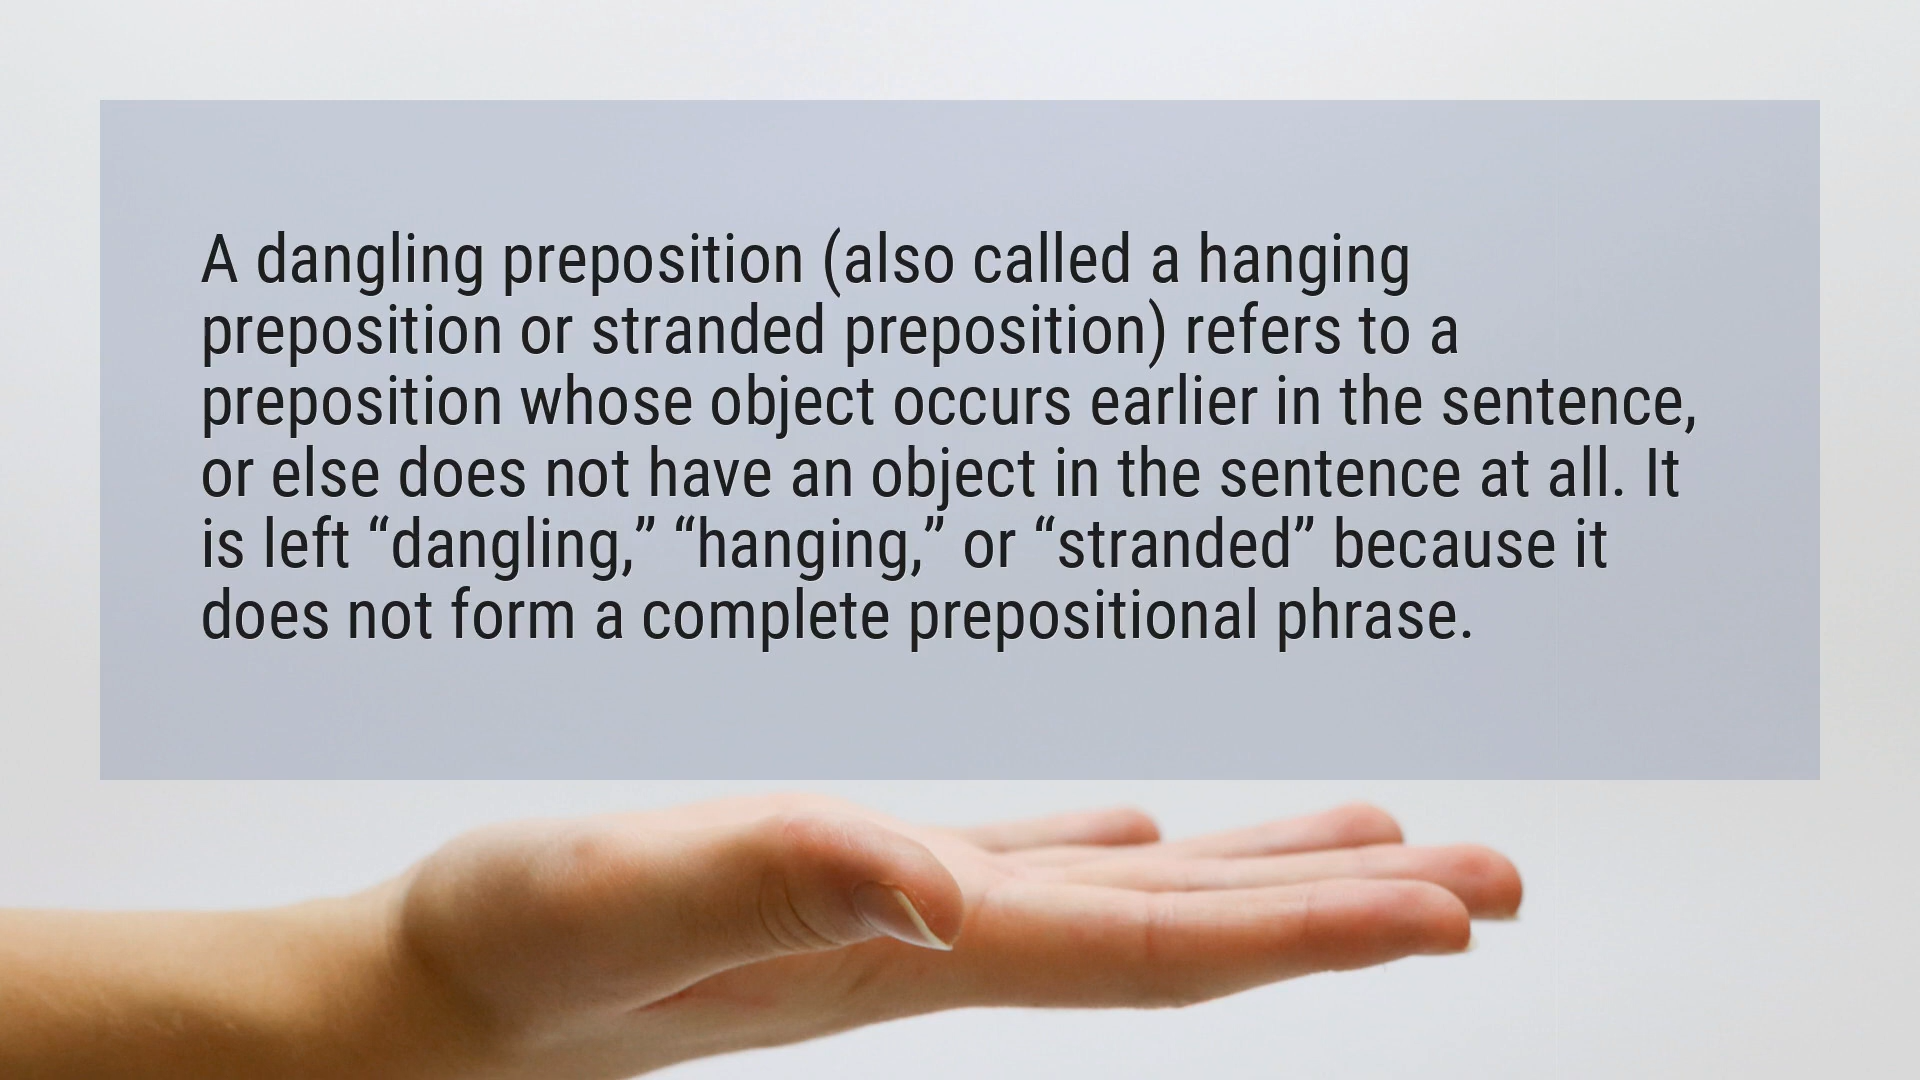 A dangling preposition (also called a hanging
preposition or stranded preposition) refers to a
preposition whose object occurs earlier in the sentence,
or else does not have an object in the sentence at all. It
is left “dangling,” “hanging,” or “stranded” because it
does not form a complete prepositional phrase.